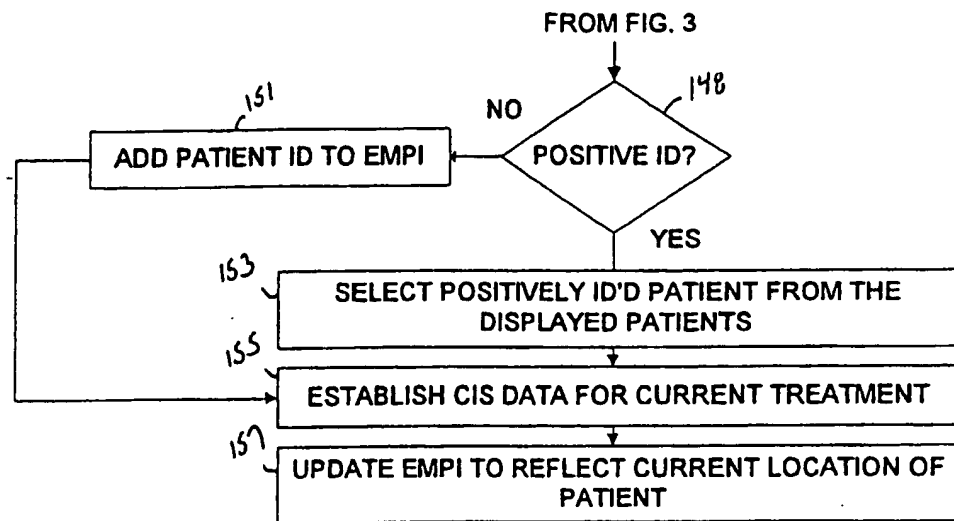 FROM FIG. 3
148
NO
POSITIVE ID?
151
ADD PATIENT ID TO EMPI
YES
153
SELECT POSITIVELY ID'D PATIENT FROM THE
DISPLAYED PATIENTS
155
ESTABLISH CIS DATA FOR CURRENT TREATMENT
157
UPDATE EMPI TO REFLECT CURRENT LOCATION OF
PATIENT